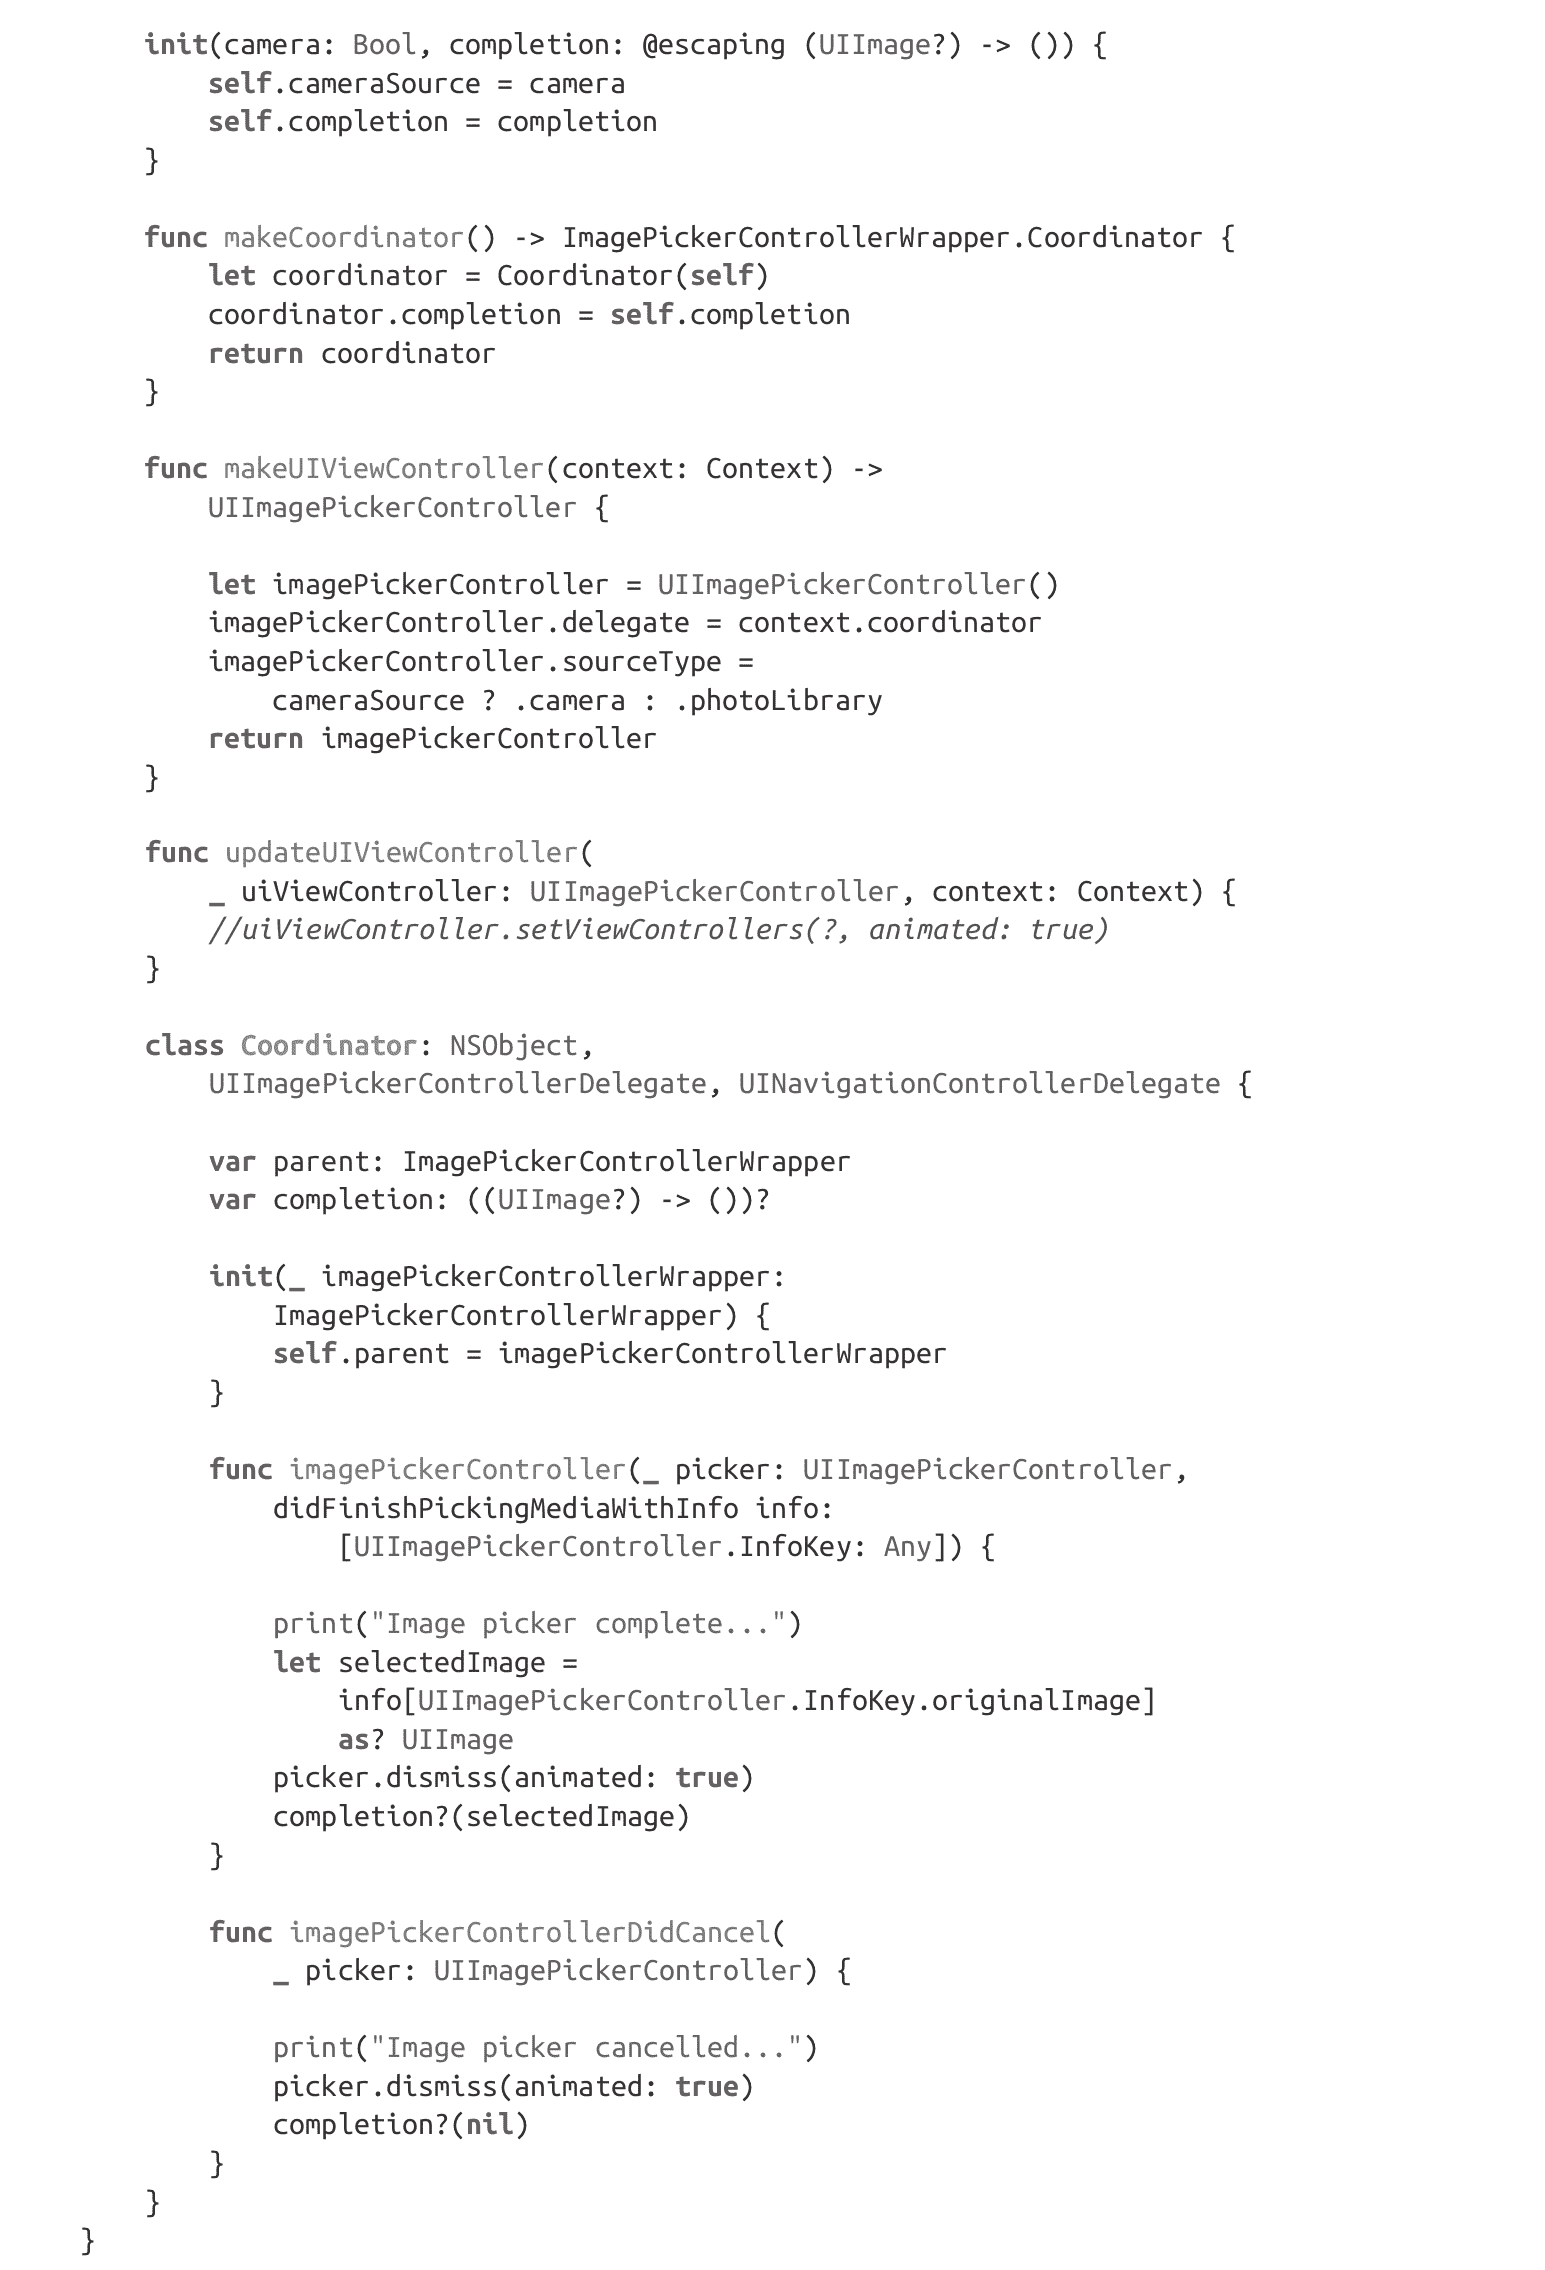 init(camera: Bool, completion: @escaping (UIImage?) -> ()) {
self.cameraSource = camera
self.completion = completion
}
func makeCoordinator() -> ImagePickerControllerWrapper.Coordinator {
let coordinator = Coordinator(self)
coordinator.completion = self.completion
return coordinator
}
func makeUIViewController(context: Context) ->
UIImagePickerController {
let imagePickerController = UIImagePickerController()
imagePickerController.delegate = context.coordinator
imagePickerController.sourceType =
cameraSource ? .camera : .photoLibrary
return imagePickerController
}
func updateUIViewController(
_ uiViewController: UIImagePickerController, context: Context) {
//uiViewController.setViewControllers(?, animated: true)
}
class Coordinator: NSObject,
UIImagePickerControllerDelegate, UINavigationControllerDelegate {
var parent: ImagePickerControllerWrapper
var completion: ((UIImage?) -> ())?
init(_ imagePickerControllerWrapper:
ImagePickerControllerWrapper) {
self.parent = imagePickerControllerWrapper
}
func imagePickerController(_ picker: UIImagePickerController,
didFinishPickingMediaWithInfo info:
[UIImagePickerController.InfoKey: Any]) {
print("Image picker complete...")
let selectedImage =
info[UIImagePickerController.InfoKey.originalImage]
as? UIImage
picker.dismiss(animated: true)
completion?(selectedImage)
}
func imagePickerControllerDidCancel(
_ picker: UIImagePickerController) {
print("Image picker cancelled...")
picker.dismiss(animated: true)
completion?(nil)
}
}
}